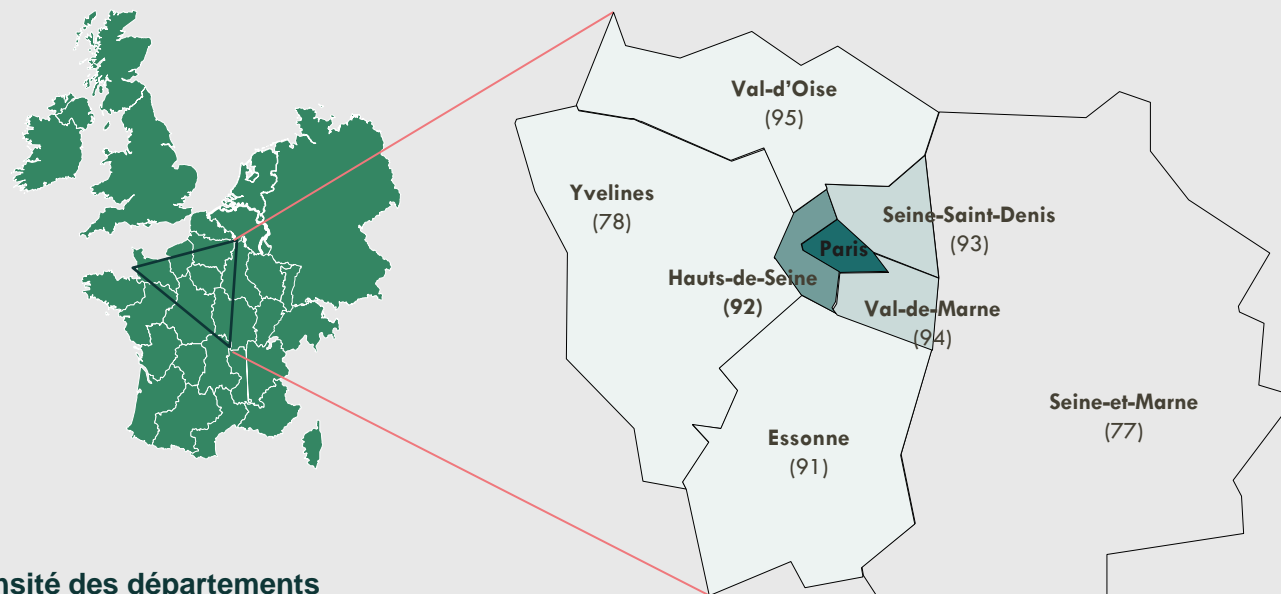 Val-d'Oise
(95)
Yvelines
(78)
Seine-Saint-Denis
(93)
Paris
Hauts-de-Seine
(92)
Val-de-Marne
(94)
Seine-et-Marne
(77)
Essonne
(91)
des départements